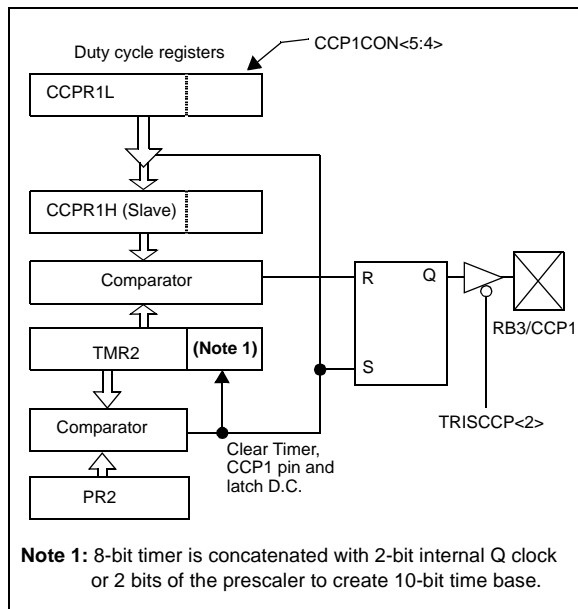 Duty cycle registers
CCP1CON<5:4>
CCPR1L
CCPR1H (Slave)
Comparator
R
Q
RB3/CCP1
TMR2
(Note 1)
S
TRISCCP<2>
Comparator
Clear Timer,
CCP1 pin and
latch D.C.
PR2
Note 1: 8-bit timer is concatenated with 2-bit internal Q clock
or 2 bits of the prescaler to create 10-bit time base.